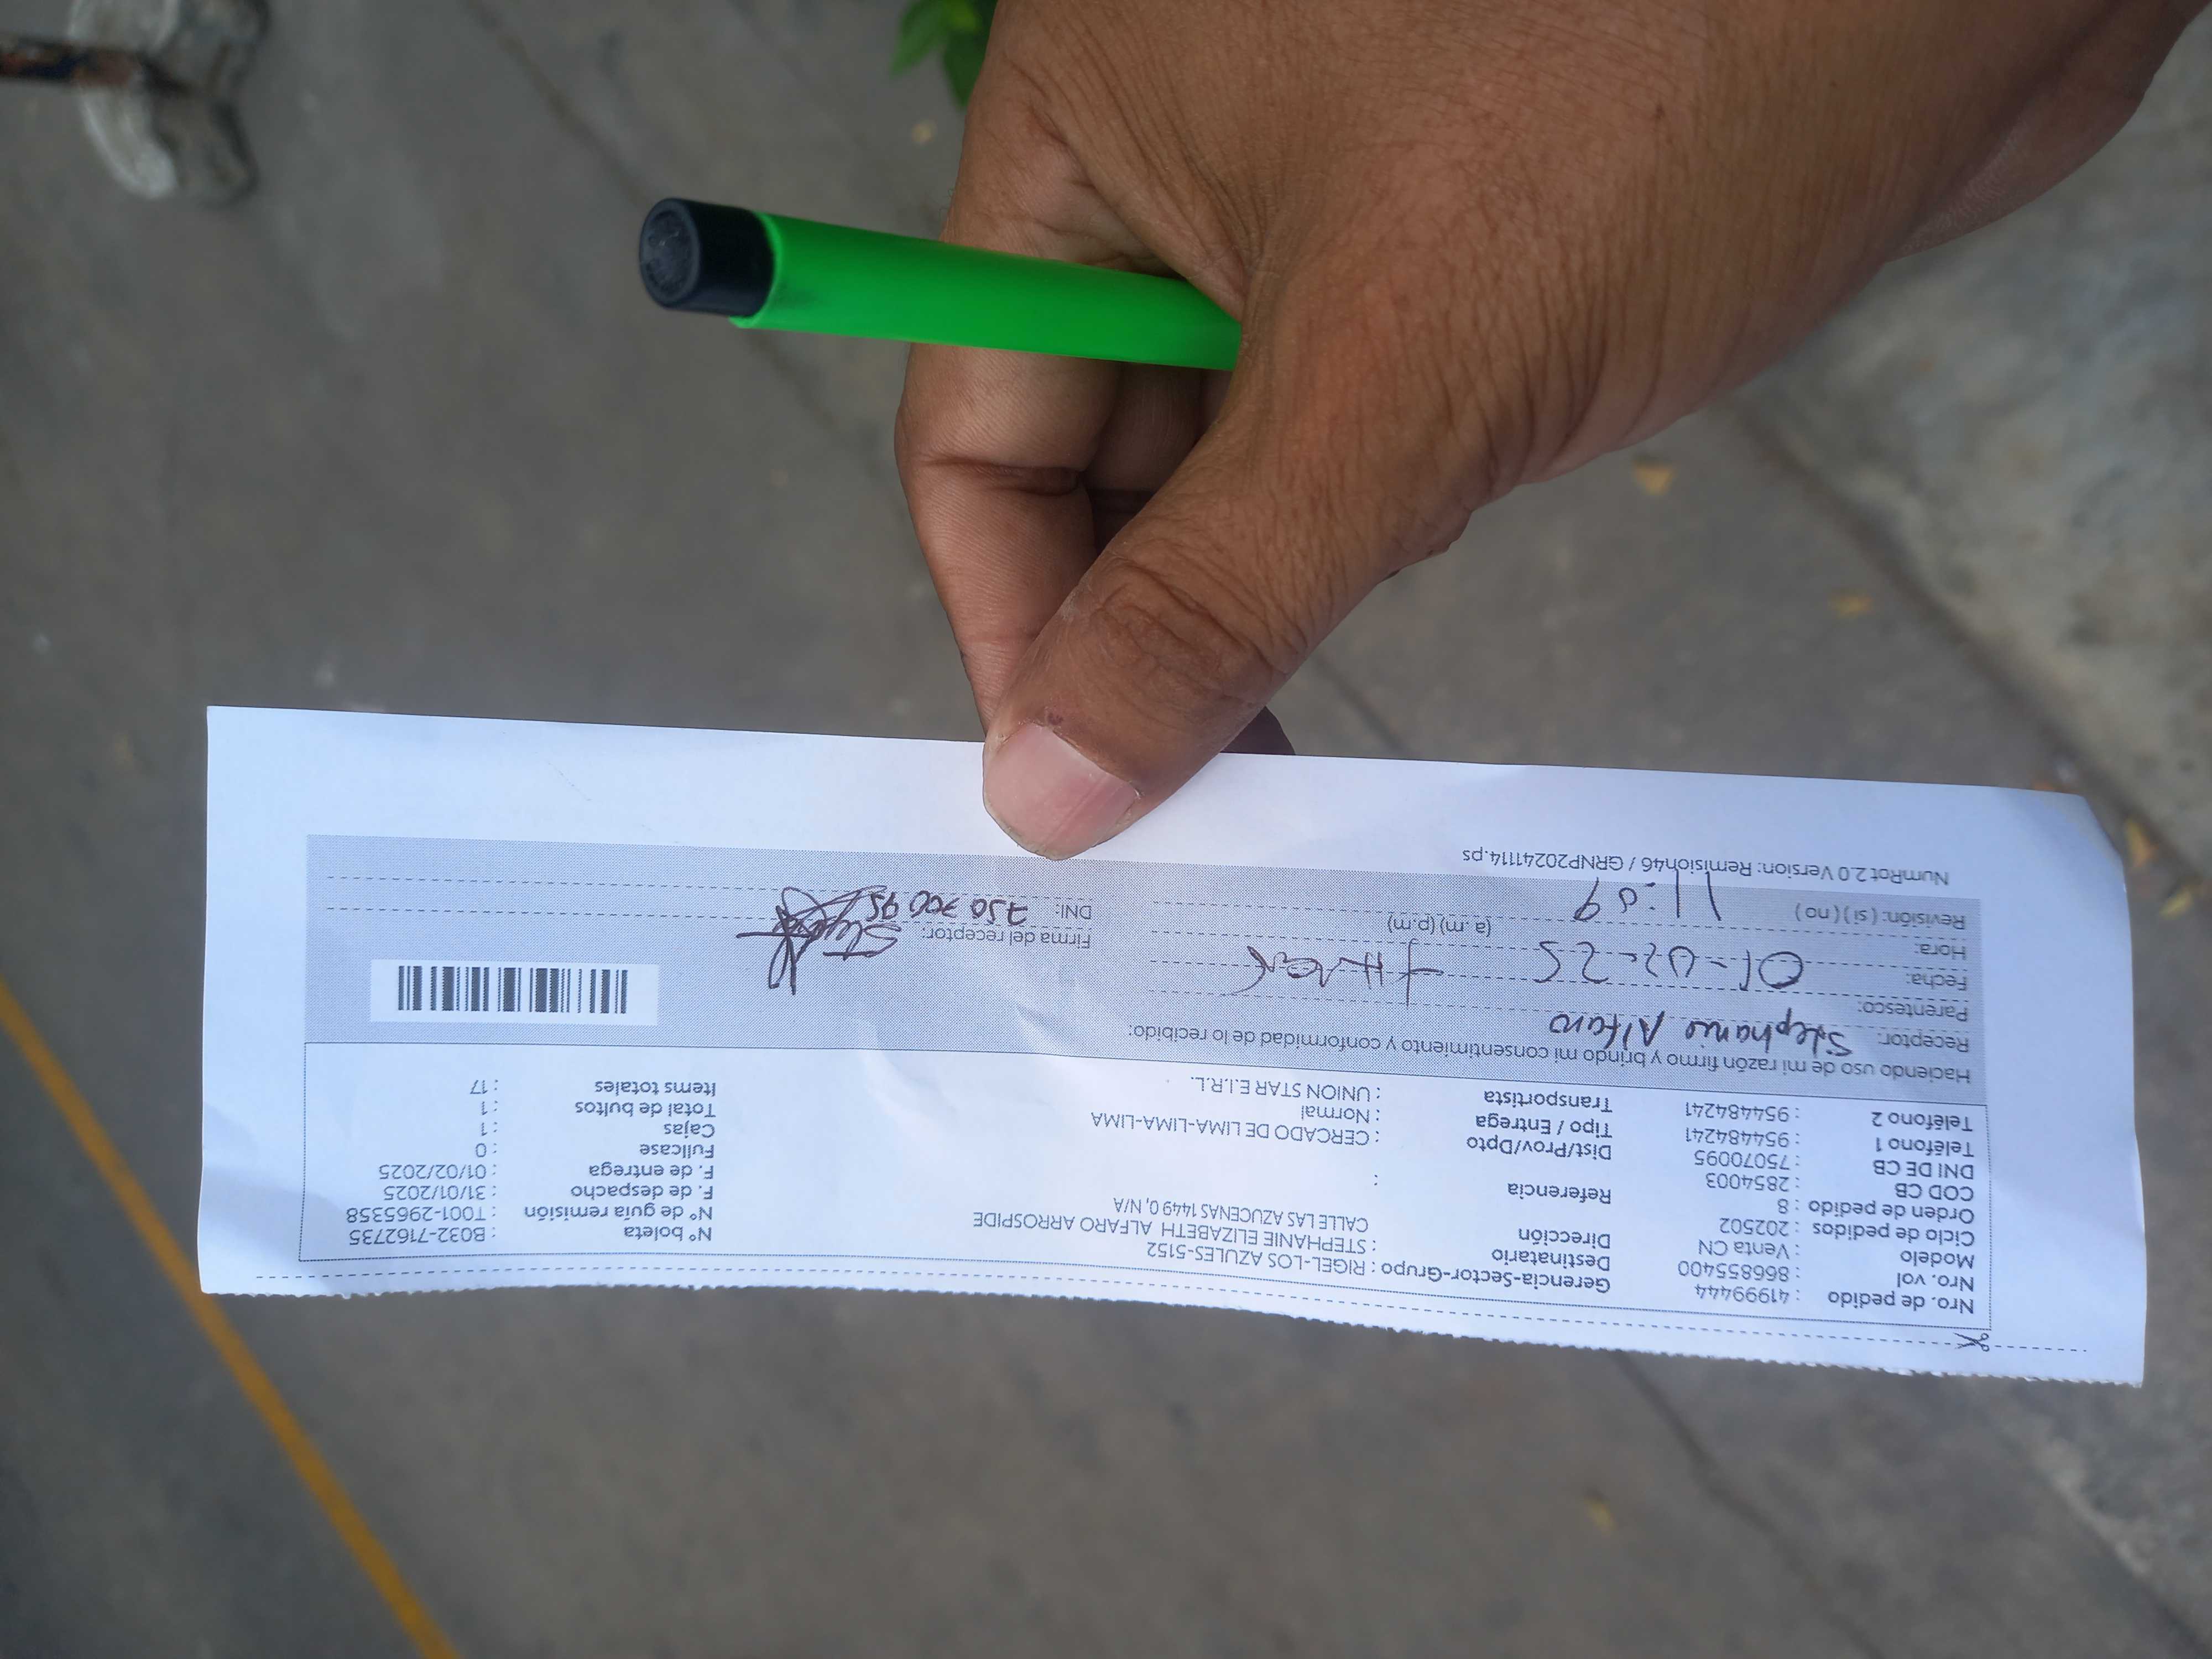 Nro. de pedido : 41999444
Nro. vol : 866855400
Modelo : Venta CN
Ciclo de pedidos : 202502
Orden de pedido : 8
COD CB : 2854003
DNI DE CB : 75070095
Teléfono 1 : 954484241
Teléfono 2 : 954484241
Gerencia-Sector-Grupo : RIGEL-LOS AZULES-5152
Destinatario : STEPHANIE ELIZABETH ALFARO ARROSPIDE
Dirección CALLE LAS AZUCENAS 1449 0, N/A
Referencia :
Dist/Prov/Dpto : CERCADO DE LIMA-LIMA-LIMA
Tipo / Entrega : Normal
Transportista : UNION STAR E.I.R.L.
Nº boleta : B032-7162735
Nº de guía remisión : T001-2965358
F. de despacho : 31/01/2025
F. de entrega : 01/02/2025
Fullcase : 0
Cajas : 1
Total de bultos : 1
Items totales : 17
Haciendo uso de mi razón firmo y brindo mi consentimiento y conformidad de lo recibido:
Receptor: Stephanie Alfaro
Parentesco:
Fecha: 01-02-25
Hora: (a.m) (p.m)
Revisión: ( si ) ( no ) 11:09
Firma del receptor:
DNI: 75070095
NumRot 2.0 Version: Remision46 / GRNP20241114.ps